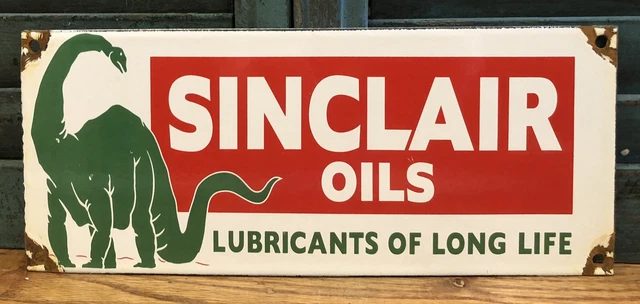 SINCLAIR
OILS
LUBRICANTS OF LONG LIFE